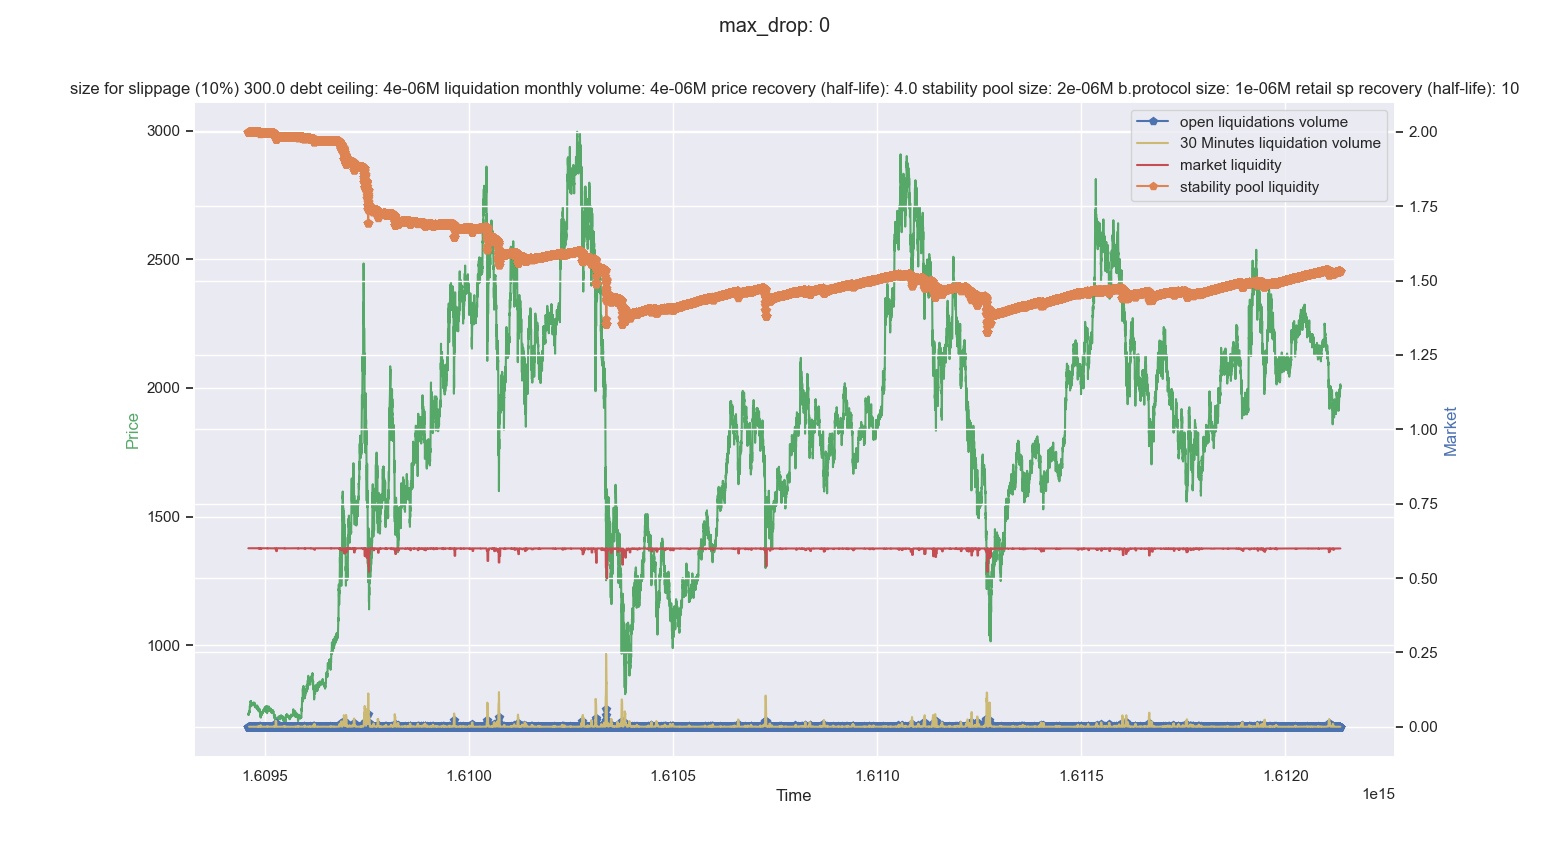 max_drop: 0
size for slippage (10%) 300.0 debt ceiling: 4e-06M liquidation monthly volume: 4e-06M price recovery (half-life): 4.0 stability pool size: 2e-06M b.protocol size: 1e-06M retail sp recovery (half-life): 10
open liquidations volume
30 Minutes liquidation volume
market liquidity
stability pool liquidity
3000
2500
2000
1500
1000
Price
2.00
1.75
1.50
1.25
1.00
0.75
0.50
0.25
0.00
Market
1.6095 1.6100 1.6105 1.6110 1.6115 1.6120
Time
1e15